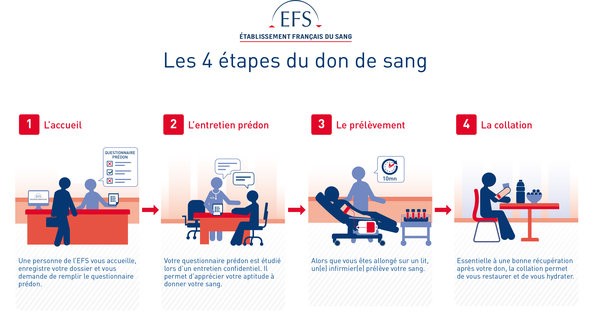 EFS
ÉTABLISSEMENT FRANÇAIS DU SANG
Les 4 étapes du don de sang
1 L'accueil
QUESTIONNAIRE
PRÉDON
Une personne de l'EFS vous accueille,
enregistre votre dossier et vous
demande de remplir le questionnaire
prédon.
2 L'entretien prédon
Votre questionnaire prédon est étudié
lors d'un entretien confidentiel. Il
permet d'apprécier votre aptitude à
donner votre sang.
3 Le prélèvement
10mn
Alors que vous êtes allongé sur un lit,
un(e) infirmier(e) prélève votre sang.
4 La collation
Essentielle à une bonne récupération
après votre don, la collation permet
de vous restaurer et de vous hydrater.